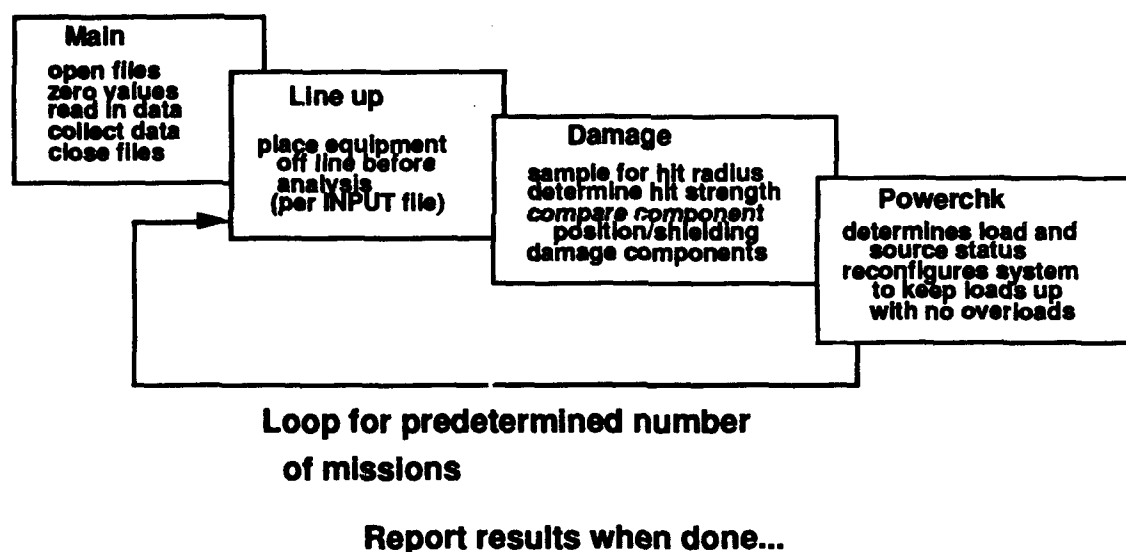 Main
open files
zero values
read in data
collect data
close files
Line up
place equipment
off line before
analysis
(per INPUT file)
Damage
sample for hit radius
determine hit strength
compare component
position/shielding
damage components
Powerchk
determines load and
source status
reconfigures system
to keep loads up
with no overloads
Loop for predetermined number
of missions
Report results when done...